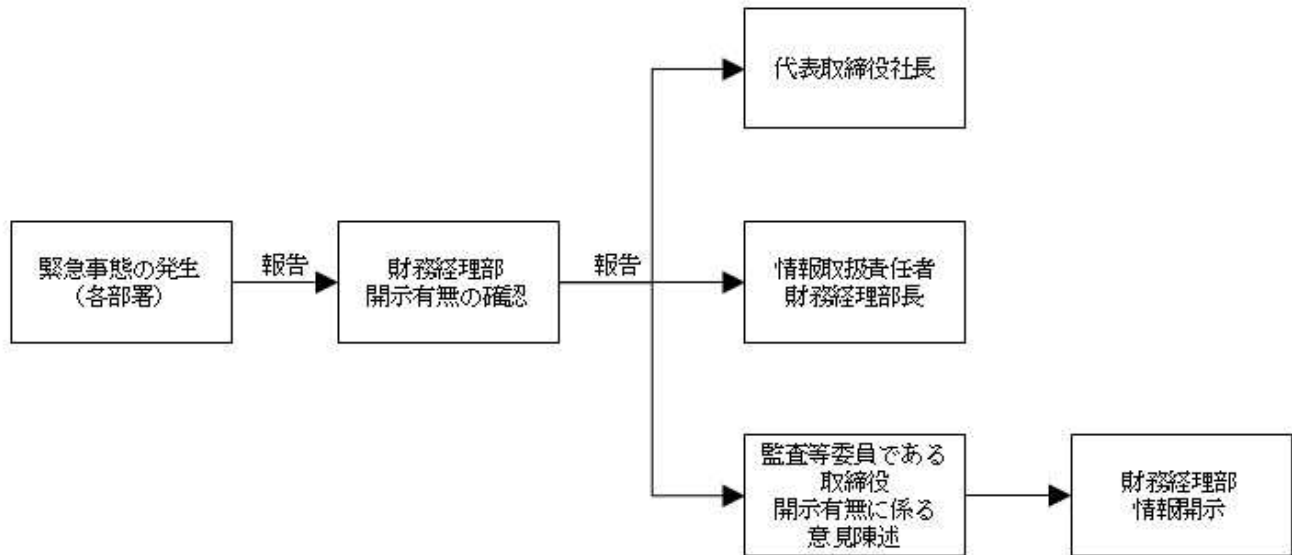 代表取締役社長
緊急事態の発生
(各部署)
報告
財務経理部
開示有無の確認
報告
情報取扱責任者
財務経理部長
監査等委員である
取締役
開示有無に係る
意見陳述
財務経理部
情報開示